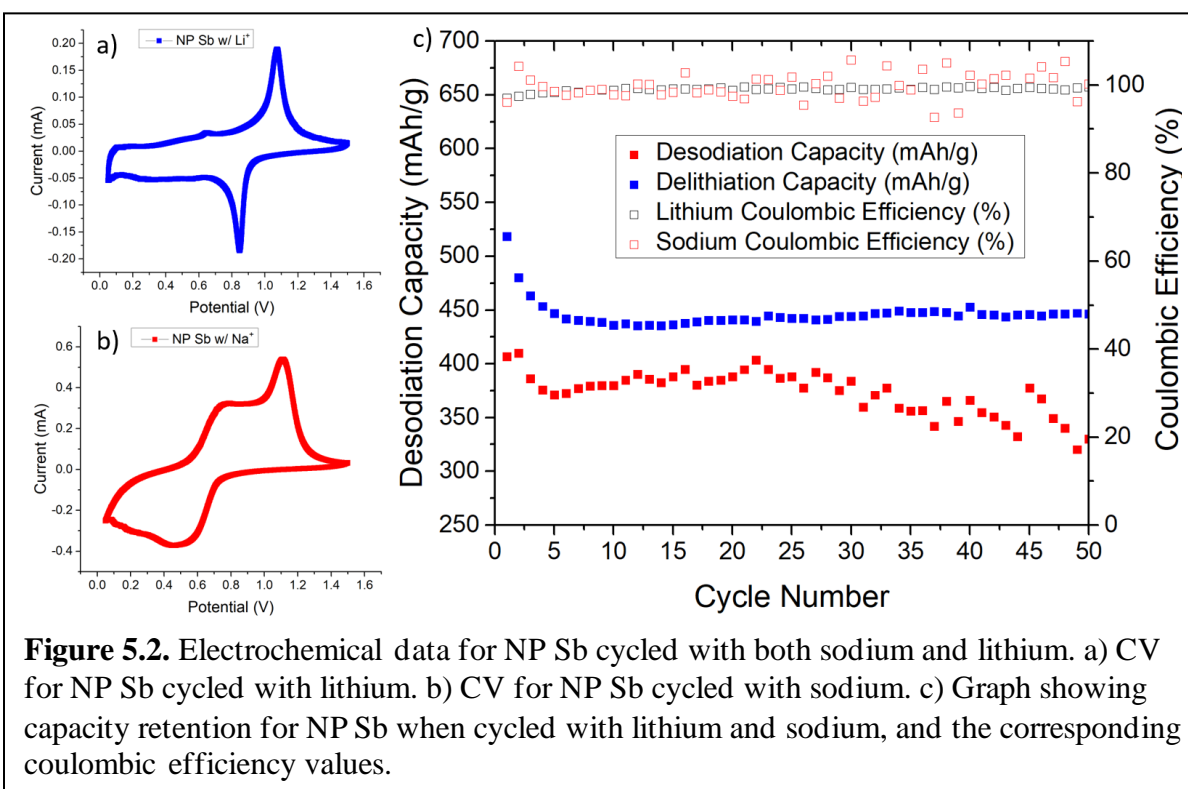 a)
NP Sb w/ Li+
0.20
0.15
0.10
0.05
0.00
-0.05
-0.10
-0.15
-0.20
Current (mA)
0.0 0.2 0.4 0.6 0.8 1.0 1.2 1.4 1.6
Potential (V)
b)
NP Sb w/ Na+
0.6
0.4
0.2
0.0
-0.2
-0.4
Current (mA)
0.0 0.2 0.4 0.6 0.8 1.0 1.2 1.4 1.6
Potential (V)
c)
700
650
600
550
500
450
400
350
300
250
Desodiation Capacity (mAh/g)
Desodiation Capacity (mAh/g)
Delithiation Capacity (mAh/g)
Lithium Coulombic Efficiency (%)
Sodium Coulombic Efficiency (%)
100
80
60
40
20
0
Coulombic Efficiency (%)
0 5 10 15 20 25 30 35 40 45 50
Cycle Number
Figure 5.2. Electrochemical data for NP Sb cycled with both sodium and lithium. a) CV
for NP Sb cycled with lithium. b) CV for NP Sb cycled with sodium. c) Graph showing
capacity retention for NP Sb when cycled with lithium and sodium, and the corresponding
coulombic efficiency values.